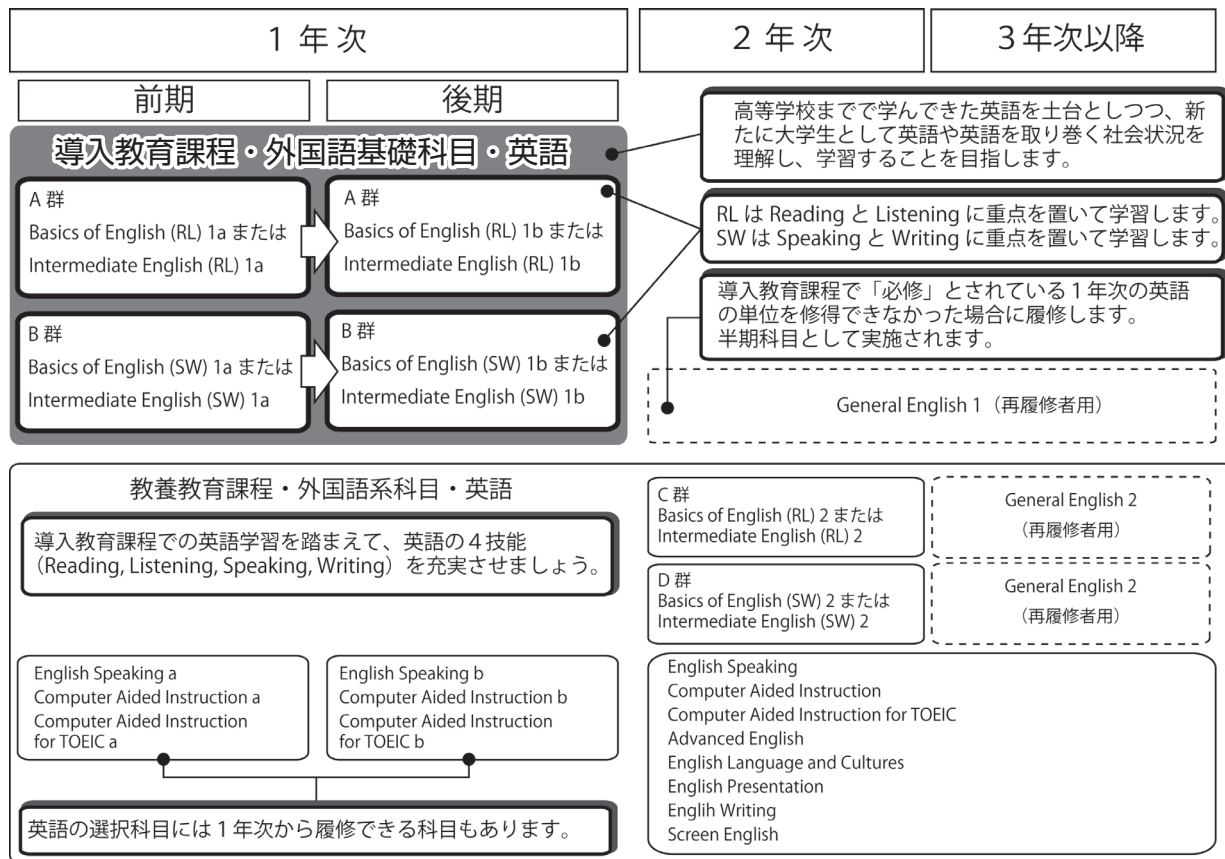 1 年 次
2 年 次
3年次以降
前期
後期
導入教育課程・外国語基礎科目・英語
A 群
Basics of English (RL) 1a または
Intermediate English (RL) 1a
A 群
Basics of English (RL) 1b または
Intermediate English (RL) 1b
B 群
Basics of English (SW) 1a または
Intermediate English (SW) 1a
B 群
Basics of English (SW) 1b または
Intermediate English (SW) 1b
高等学校までで学んできた英語を土台としつつ、新
たに大学生として英語や英語を取り巻く社会状況を
理解し、学習することを目指します。
RL は Reading と Listening に重点を置いて学習します。
SW は Speaking と Writing に重点を置いて学習します。
導入教育課程で「必修」とされている 1 年次の英語
の単位を修得できなかった場合に履修します。
半期科目として実施されます。
General English 1（再履修者用）
教養教育課程・外国語系科目・英語
導入教育課程での英語学習を踏まえて、英語の 4 技能
（Reading, Listening, Speaking, Writing）を充実させましょう。
English Speaking a
Computer Aided Instruction a
Computer Aided Instruction
for TOEIC a
English Speaking b
Computer Aided Instruction b
Computer Aided Instruction
for TOEIC b
英語の選択科目には 1 年次から履修できる科目もあります。
C 群
Basics of English (RL) 2 または
Intermediate English (RL) 2
General English 2
（再履修者用）
D 群
Basics of English (SW) 2 または
Intermediate English (SW) 2
General English 2
（再履修者用）
English Speaking
Computer Aided Instruction
Computer Aided Instruction for TOEIC
Advanced English
English Language and Cultures
English Presentation
Englih Writing
Screen English